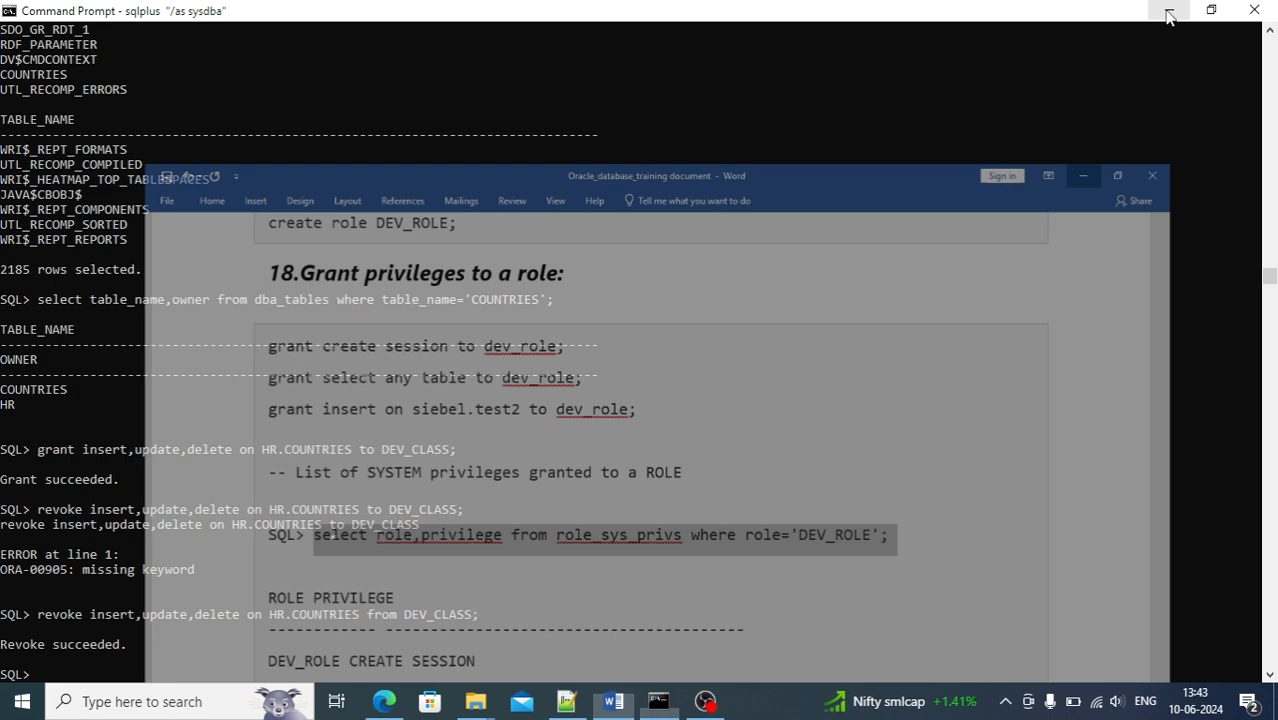 Command Prompt - sqlplus "/as sysdba"
SDO_GR_RDT_1
RDF_PARAMETER
DV$CMDCONTEXT
COUNTRIES
UTL_RECOMP_ERRORS
TABLE_NAME
--------------------------------------------------------------------------------
WRI$_REPT_FORMATS
UTL_RECOMP_COMPILED
WRI$_HEATMAP_TOP_TABLESPACES
JAVA$CBOBJ$
WRI$_REPT_COMPONENTS
UTL_RECOMP_SORTED
WRI$_REPT_REPORTS
2185 rows selected.
SQL> select table_name,owner from dba_tables where table_name='COUNTRIES';
TABLE_NAME
--------------------------------------------------------------------------------
OWNER
--------------------------------------------------------------------------------
COUNTRIES
HR
SQL> grant insert,update,delete on HR.COUNTRIES to DEV_CLASS;
Grant succeeded.
SQL> revoke insert,update,delete on HR.COUNTRIES to DEV_CLASS;
revoke insert,update,delete on HR.COUNTRIES to DEV_CLASS
ERROR at line 1:
ORA-00905: missing keyword
SQL> revoke insert,update,delete on HR.COUNTRIES from DEV_CLASS;
Revoke succeeded.
SQL>
Oracle_database_training document - Word
Sign in
File Home Insert Design Layout References Mailings Review View Help Tell me what you want to do Share
create role DEV_ROLE;
18.Grant privileges to a role:
grant create session to dev_role;
grant select any table to dev_role;
grant insert on siebel.test2 to dev_role;
-- List of SYSTEM privileges granted to a ROLE
SQL> select role,privilege from role_sys_privs where role='DEV_ROLE';
ROLE PRIVILEGE
------------ ----------------------------------------
DEV_ROLE CREATE SESSION
Type here to search
Nifty smlcap +1.41%
ENG
13:43
10-06-2024
2